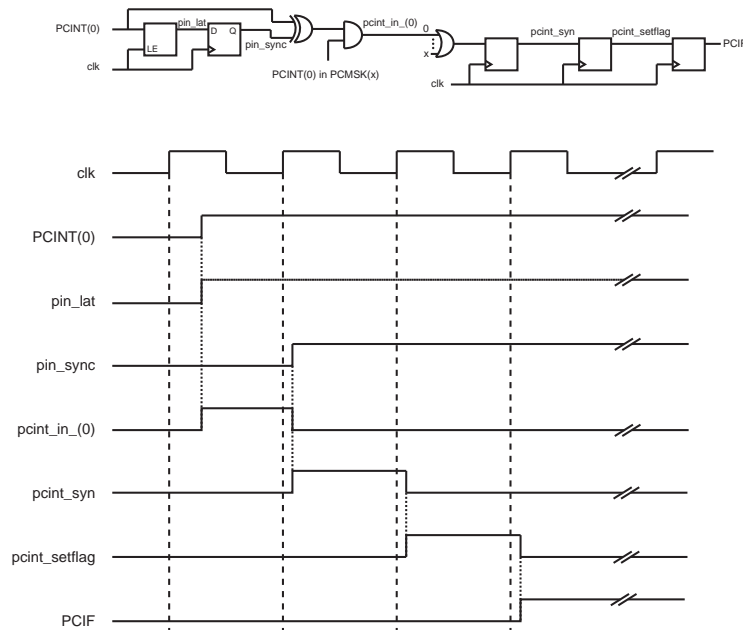 PCINT(0)
pin_lat
D Q
LE
pin_sync
clk
PCINT(0) in PCMSK(x)
pcint_in_(0)
0
x
clk
pcint_syn
pcint_setflag
PCIF
clk
PCINT(0)
pin_lat
pin_sync
pcint_in_(0)
pcint_syn
pcint_setflag
PCIF